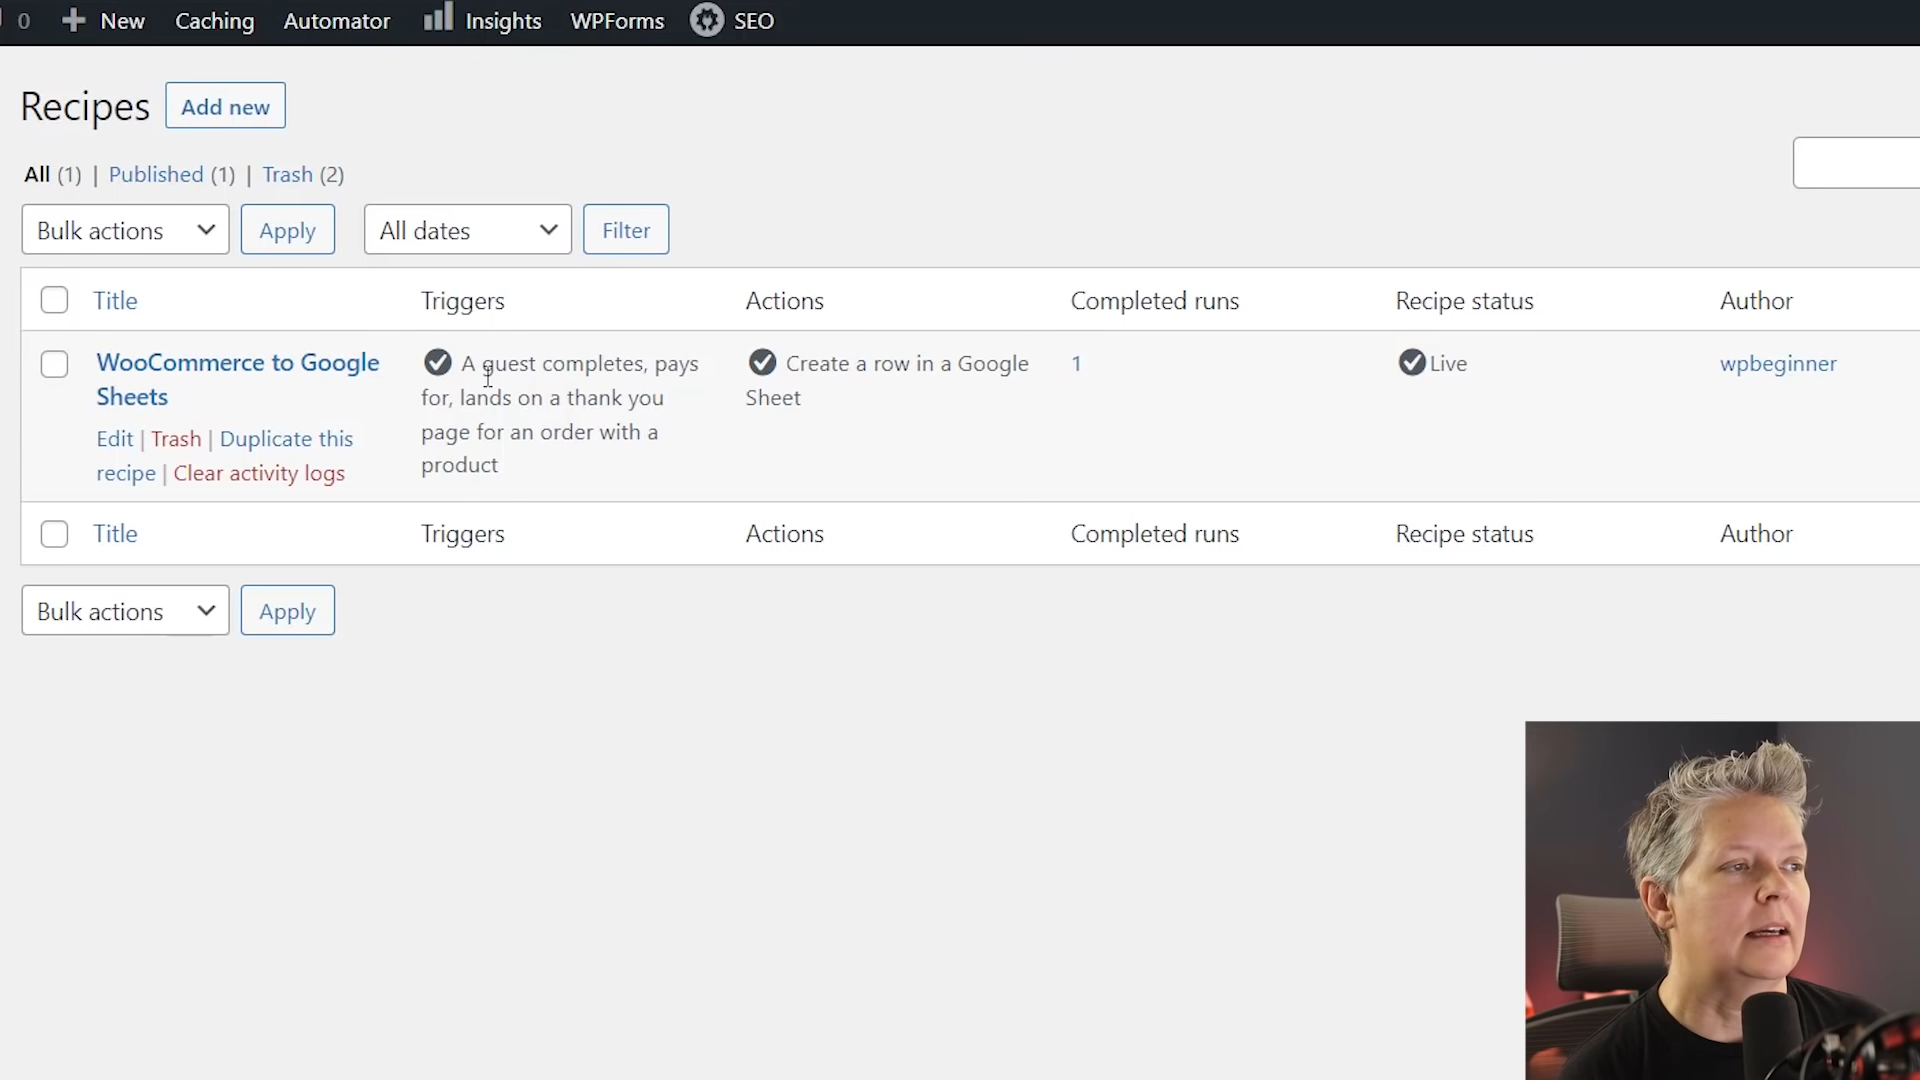 0 New Caching Automator Insights WPForms SEO
Recipes Add new
All (1) | Published (1) | Trash (2)
Bulk actions Apply All dates Filter
Title Triggers Actions Completed runs Recipe status Author
WooCommerce to Google
Sheets
Edit | Trash | Duplicate this
recipe | Clear activity logs
A guest completes, pays
for, lands on a thank you
page for an order with a
product
Create a row in a Google
Sheet
1
Live
wpbeginner
Title Triggers Actions Completed runs Recipe status Author
Bulk actions Apply